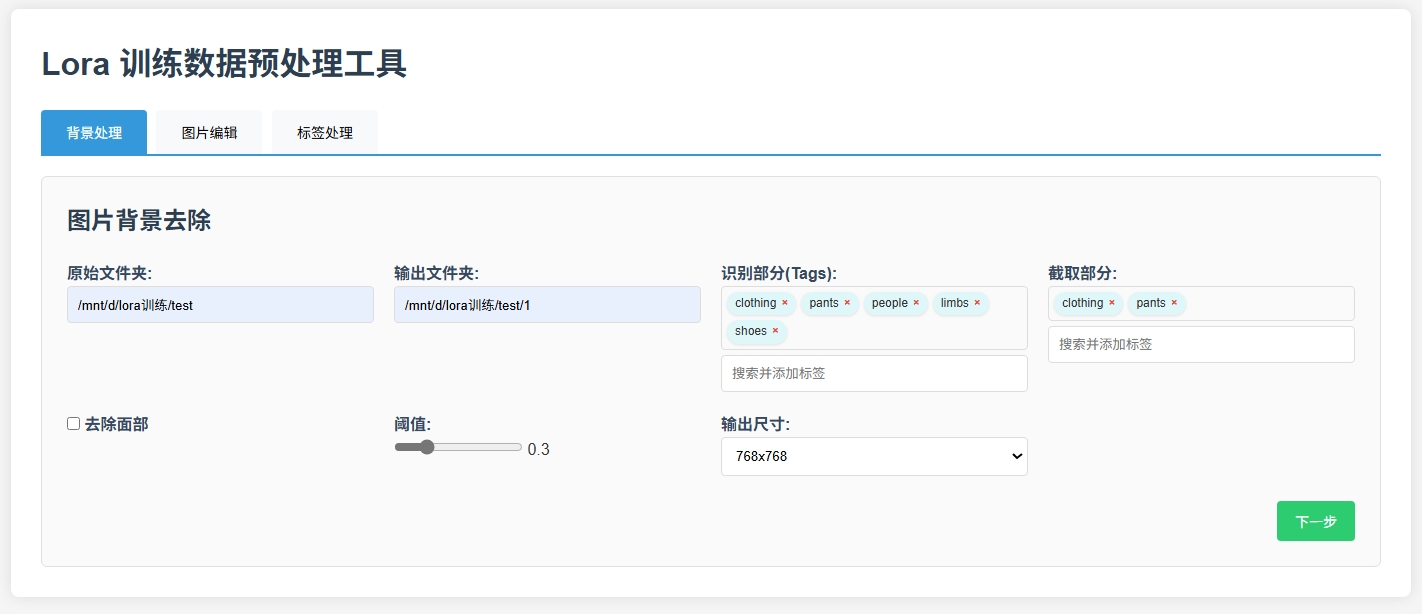 Lora 训练数据预处理工具
背景处理 图片编辑 标签处理
图片背景去除
原始文件夹: 输出文件夹: 识别部分(Tags): 截取部分:
/mnt/d/lora训练/test /mnt/d/lora训练/test/1 clothing × pants × people × limbs × clothing × pants ×
shoes ×
搜索并添加标签
搜索并添加标签
去除面部 阈值: 输出尺寸:
0.3 768x768
下一步